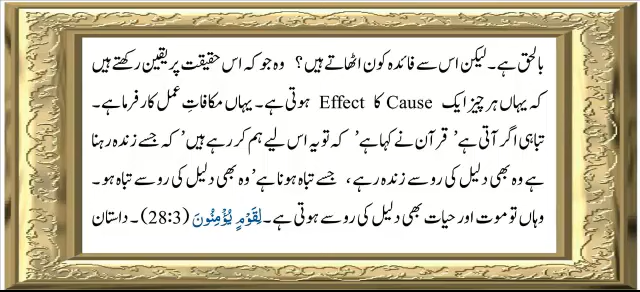 بالحق ہے۔ لیکن اس سے فائدہ کون اٹھاتے ہیں؟ وہ جو کہ اس حقیقت پر یقین رکھتے ہیں
کہ یہاں ہر چیز ایک Cause کا Effect ہوتی ہے۔ یہاں مکافاتِ عمل کارفرما ہے۔
تباہی اگر آتی ہے' قرآن نے کہا ہے' کہ تو یہ اس لیے ہم کر رہے ہیں' کہ جسے زندہ رہنا
ہے وہ بھی دلیل کی رو سے زندہ رہے، جسے تباہ ہونا ہے' وہ بھی دلیل کی رو سے تباہ ہو۔
وہاں تو موت اور حیات بھی دلیل کی رو سے ہوتی ہے۔ لِقَوْمٍ یُؤْمِنُونَ (28:3)۔ داستان